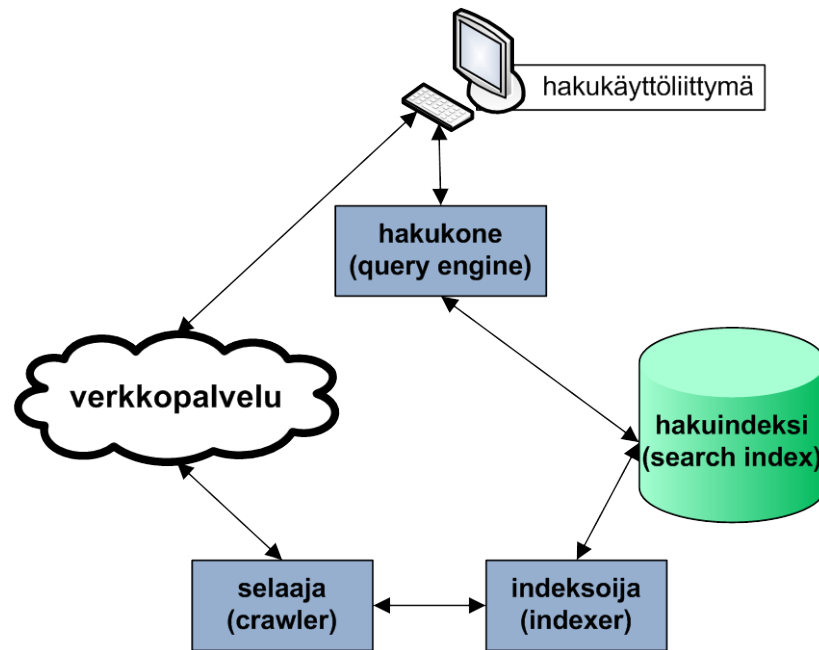 hakukäyttöliittymä
hakukone
(query engine)
verkkopalvelu
hakuindeksi
(search index)
selaaja
(crawler)
indeksoija
(indexer)